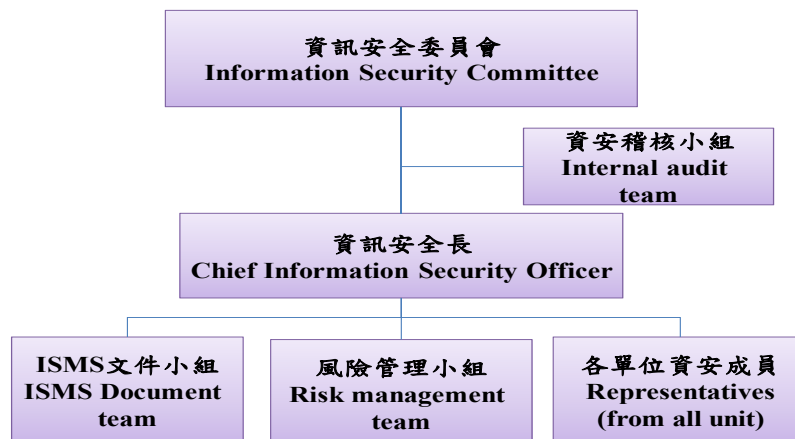 資訊安全委員會
Information Security Committee
資安稽核小組
Internal audit
team
資訊安全長
Chief Information Security Officer
ISMS文件小組
ISMS Document
team
風險管理小組
Risk management
team
各單位資安成員
Representatives
(from all unit)